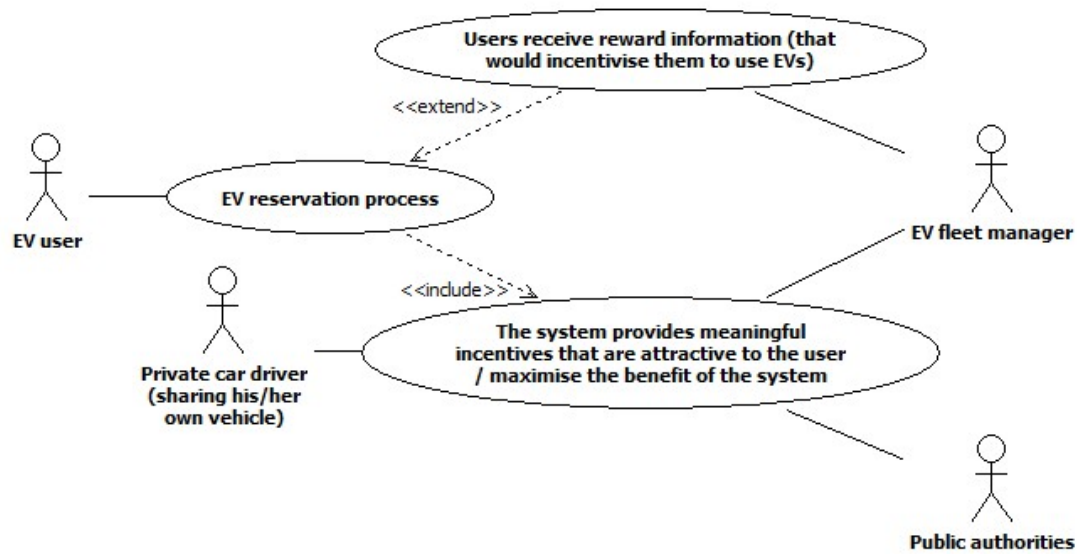 Users receive reward information (that
would incentivise them to use EVs)
<<extend>>
EV reservation process
EV user
EV fleet manager
<<include>>
The system provides meaningful
incentives that are attractive to the user
/ maximise the benefit of the system
Private car driver
(sharing his/her
own vehicle)
Public authorities